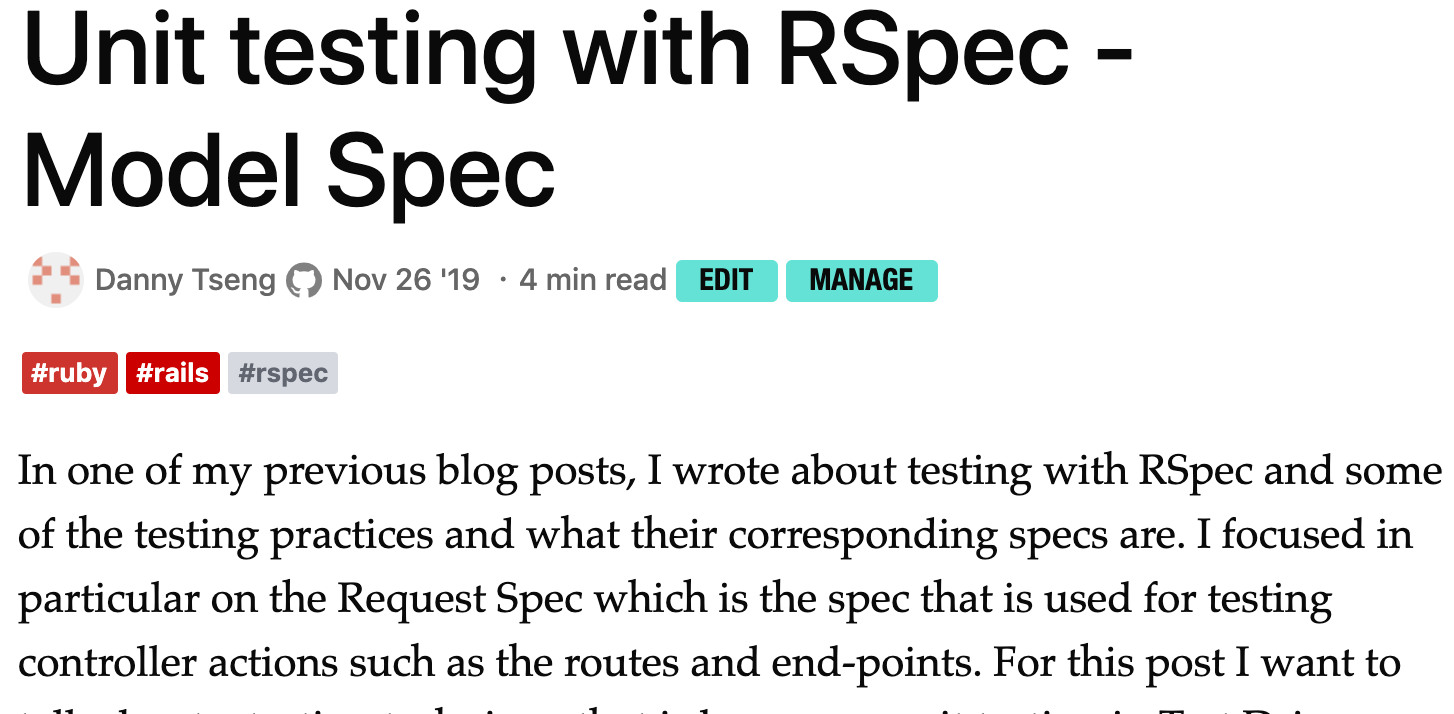 Unit testing with RSpec -
Model Spec
Danny Tseng Nov 26 '19 · 4 min read EDIT MANAGE
#ruby #rails #rspec
In one of my previous blog posts, I wrote about testing with RSpec and some
of the testing practices and what their corresponding specs are. I focused in
particular on the Request Spec which is the spec that is used for testing
controller actions such as the routes and end-points. For this post I want to